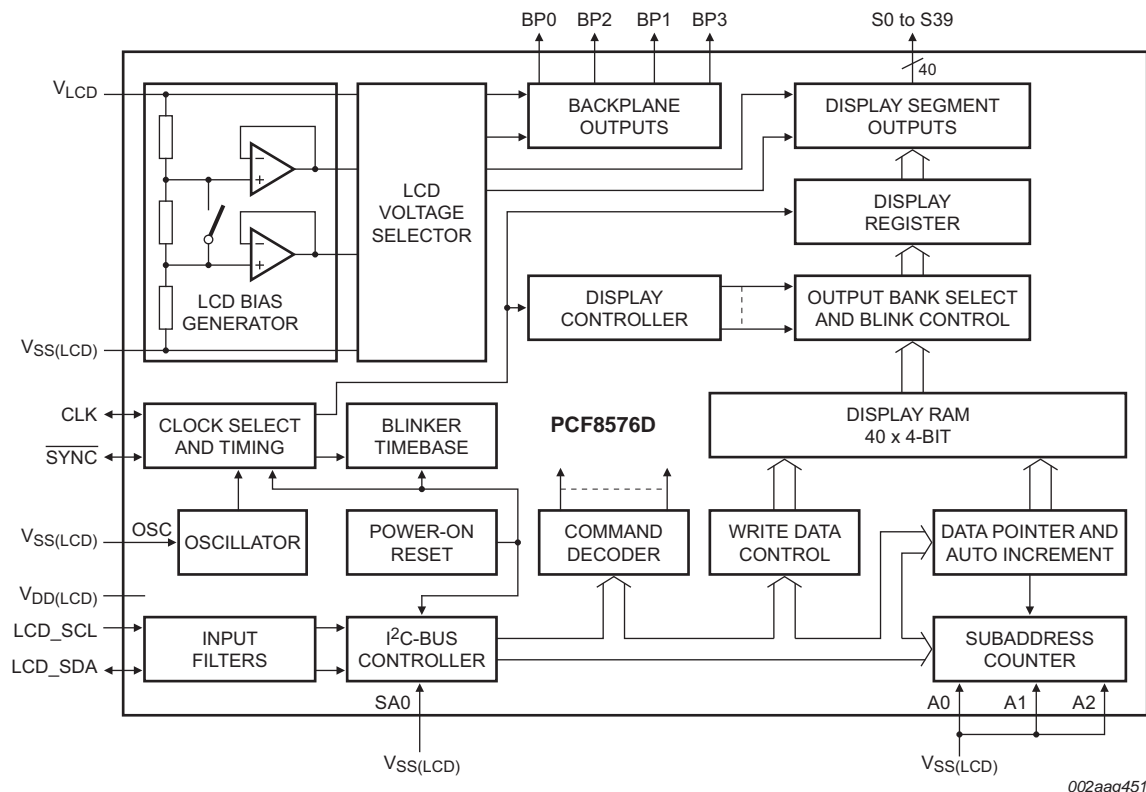 BP0 BP2 BP1 BP3 S0 to S39
40
VLCD
BACKPLANE
OUTPUTS
DISPLAY SEGMENT
OUTPUTS
LCD
VOLTAGE
SELECTOR
DISPLAY
REGISTER
LCD BIAS
GENERATOR
DISPLAY
CONTROLLER
OUTPUT BANK SELECT
AND BLINK CONTROL
VSS(LCD)
CLK
SYNC
CLOCK SELECT
AND TIMING
BLINKER
TIMEBASE
PCF8576D
DISPLAY RAM
40 x 4-BIT
VSS(LCD)
OSC
OSCILLATOR
POWER-ON
RESET
COMMAND
DECODER
WRITE DATA
CONTROL
DATA POINTER AND
AUTO INCREMENT
VDD(LCD)
LCD_SCL
LCD_SDA
INPUT
FILTERS
I2C-BUS
CONTROLLER
SUBADDRESS
COUNTER
SA0
A0 A1 A2
VSS(LCD)
VSS(LCD)
002aag451